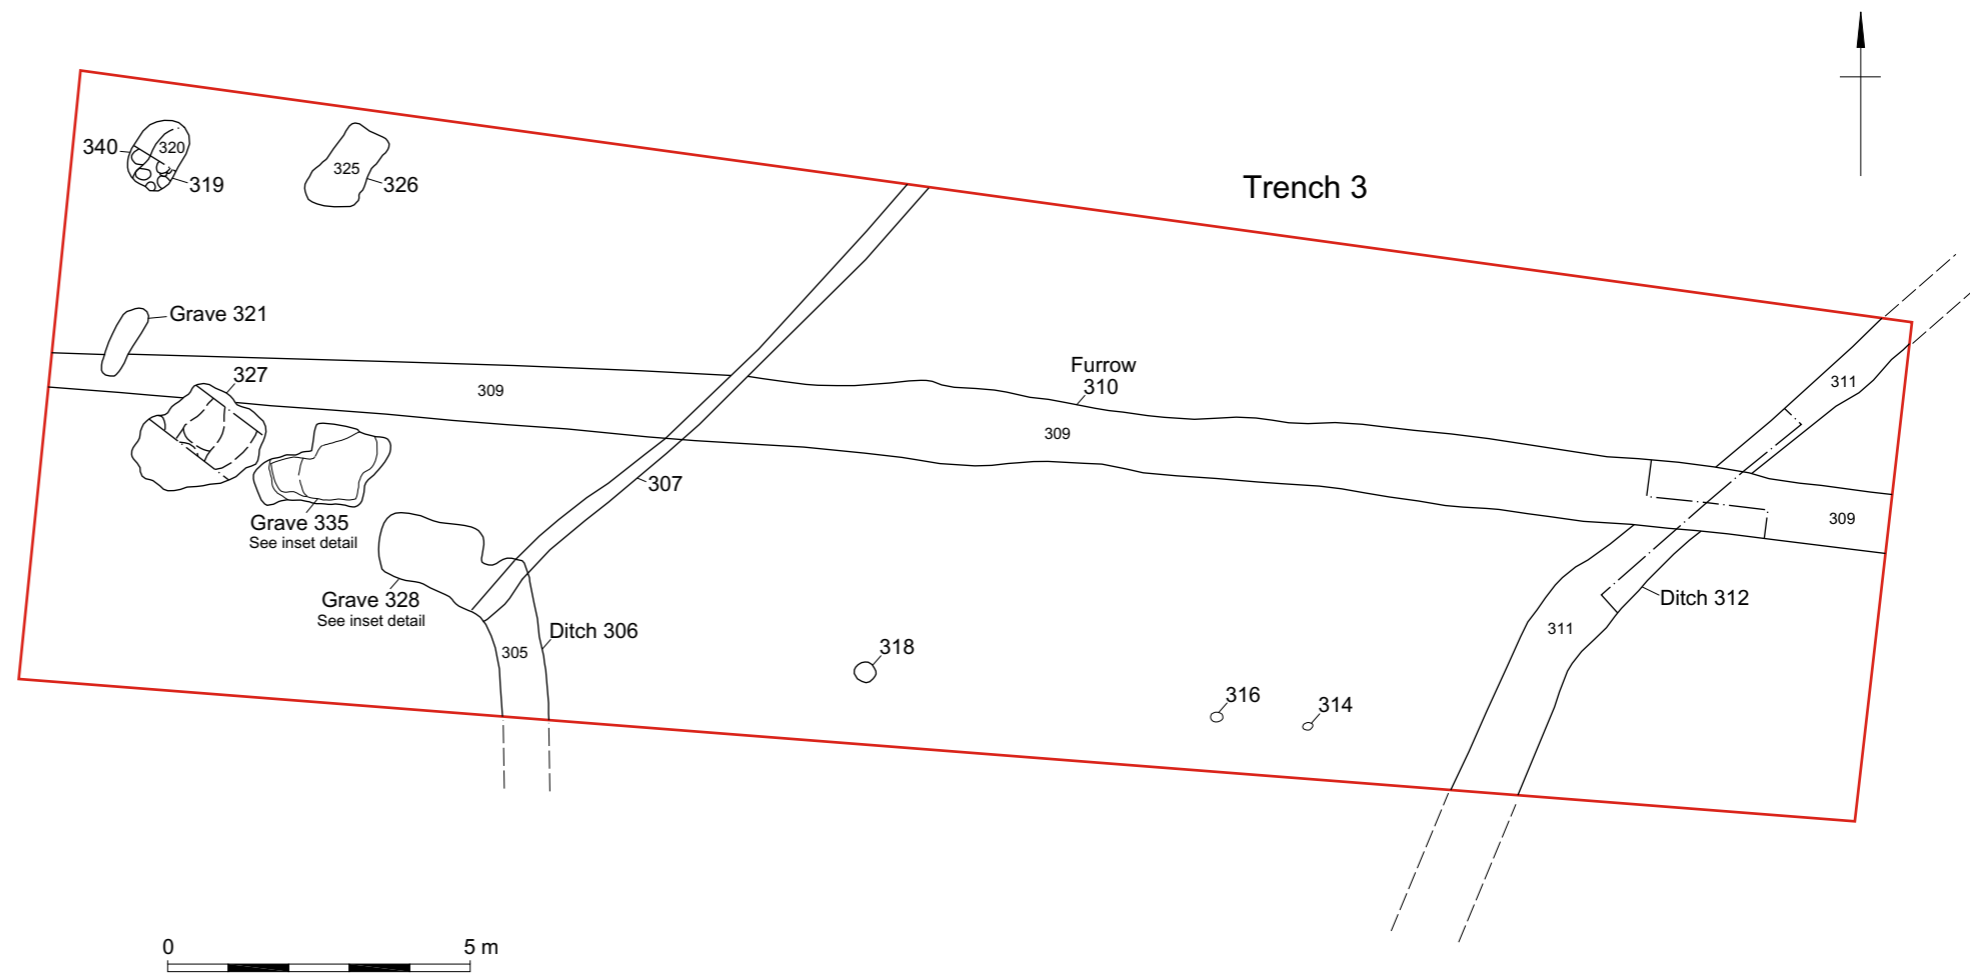 Trench 3
340
320
319
325
326
Grave 321
327
309
Furrow
310
309
311
309
307
Grave 335
See inset detail
Grave 328
See inset detail
Ditch 306
305
318
316
314
311
Ditch 312
0
5 m